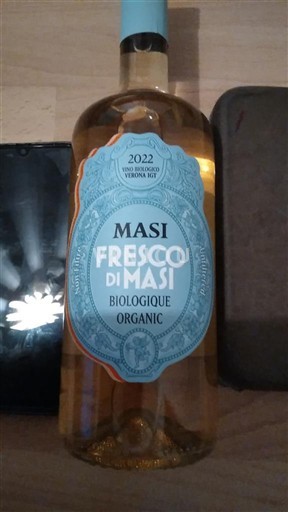 2022
VINO BIOLOGICO
VERONA IGT
MASI
FRESCO
DI MASI
BIOLOGIQUE
ORGANIC